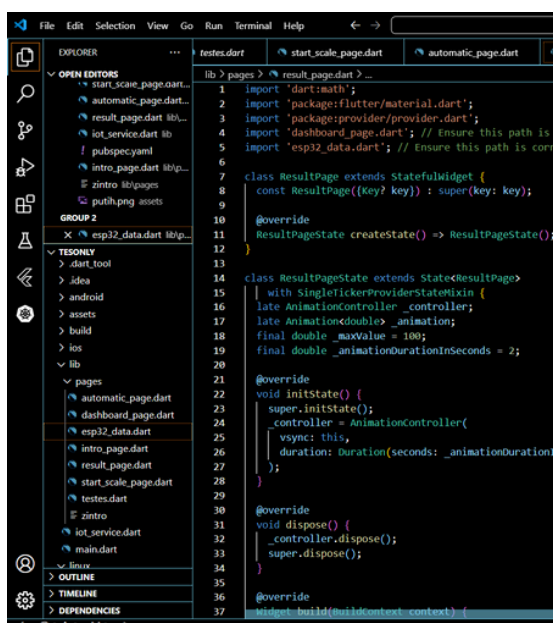 File Edit Selection View Go Run Terminal Help
EXPLORER
OPEN EDITORS
start_scale_page.dart...
automatic_page.dart...
result_page.dart lib\...
iot_service.dart lib
! pubspec.yaml
intro_page.dart lib\p...
zintro lib\pages
putih.png assets
GROUP 2
esp32_data.dart lib\p...
TESONLY
.dart_tool
.idea
android
assets
build
ios
lib
pages
automatic_page.dart
dashboard_page.dart
esp32_data.dart
intro_page.dart
result_page.dart
start_scale_page.dart
testes.dart
zintro
iot_service.dart
main.dart
linux
OUTLINE
TIMELINE
DEPENDENCIES
testes.dart start_scale_page.dart automatic_page.dart
lib > pages > result_page.dart > ...
1 import 'dart:math';
2 import 'package:flutter/material.dart';
3 import 'package:provider/provider.dart';
4 import 'dashboard_page.dart'; // Ensure this path is
5 import 'esp32_data.dart'; // Ensure this path is corr
6
7 class ResultPage extends StatefulWidget {
8 const ResultPage({Key? key}) : super(key: key);
9
10 @override
11 ResultPageState createState() => ResultPageState();
12 }
13
14 class ResultPageState extends State<ResultPage>
15 with SingleTickerProviderStateMixin {
16 late AnimationController _controller;
17 late Animation<double> _animation;
18 final double _maxValue = 100;
19 final double _animationDurationInSeconds = 2;
20
21 @override
22 void initState() {
23 super.initState();
24 _controller = AnimationController(
25 vsync: this,
26 duration: Duration(seconds: _animationDurationI
27 );
28 }
29
30 @override
31 void dispose() {
32 _controller.dispose();
33 super.dispose();
34 }
35
36 @override
37 Widget build(BuildContext context) {